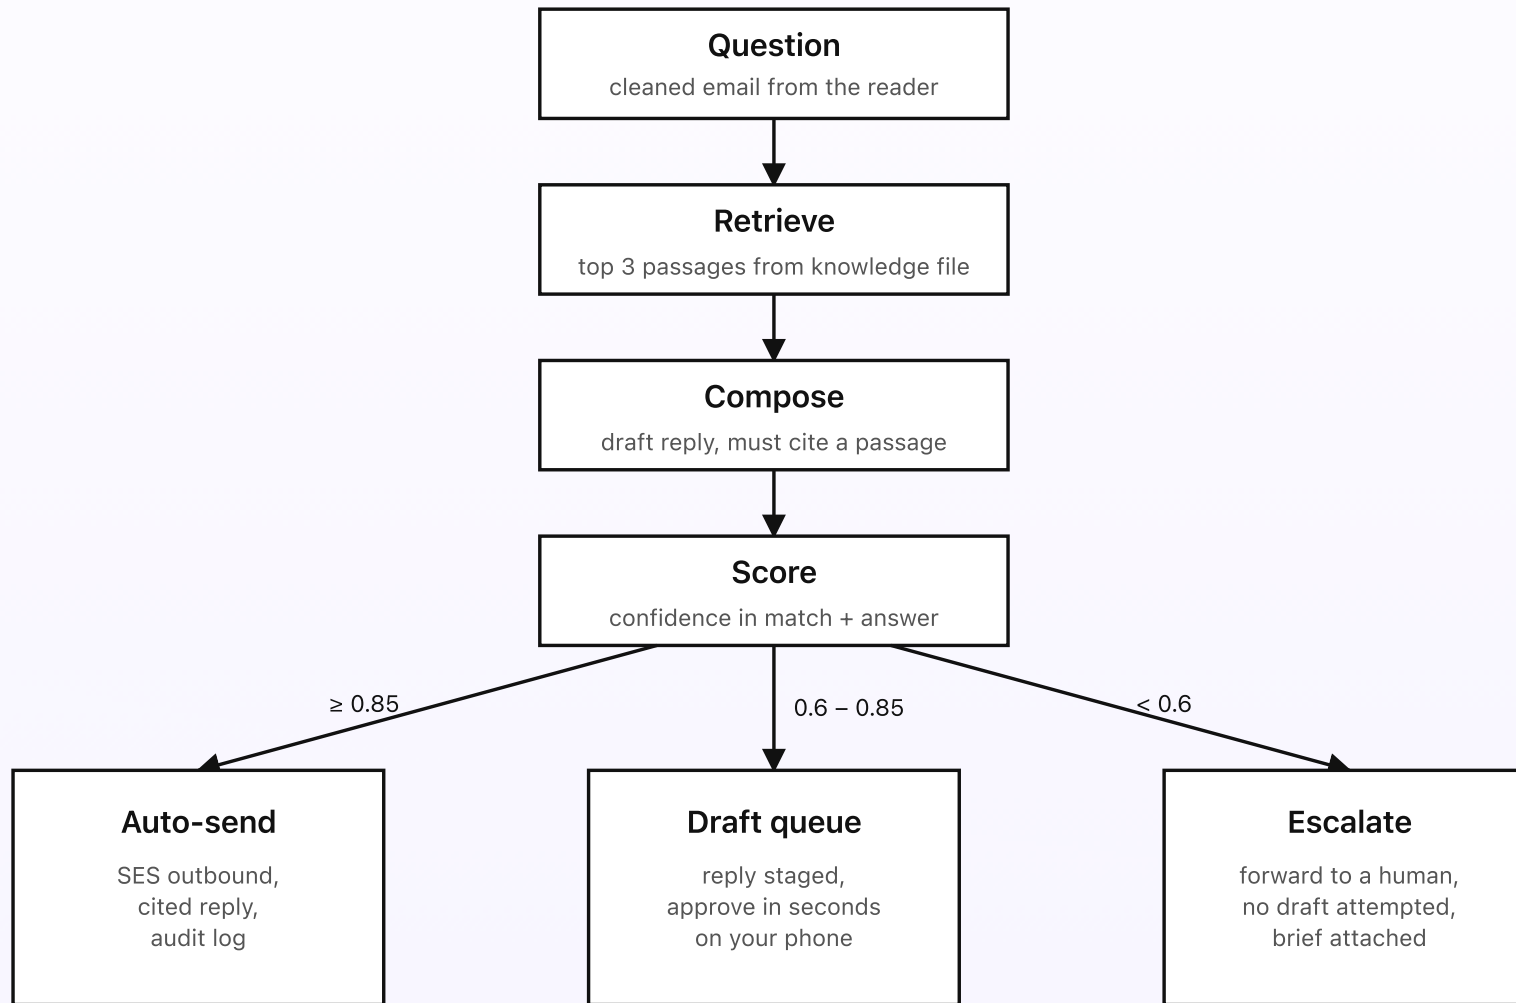 Question
cleaned email from the reader
Retrieve
top 3 passages from knowledge file
Compose
draft reply, must cite a passage
Score
confidence in match + answer
≥ 0.85
0.6 – 0.85
< 0.6
Auto-send
SES outbound,
cited reply,
audit log
Draft queue
reply staged,
approve in seconds
on your phone
Escalate
forward to a human,
no draft attempted,
brief attached